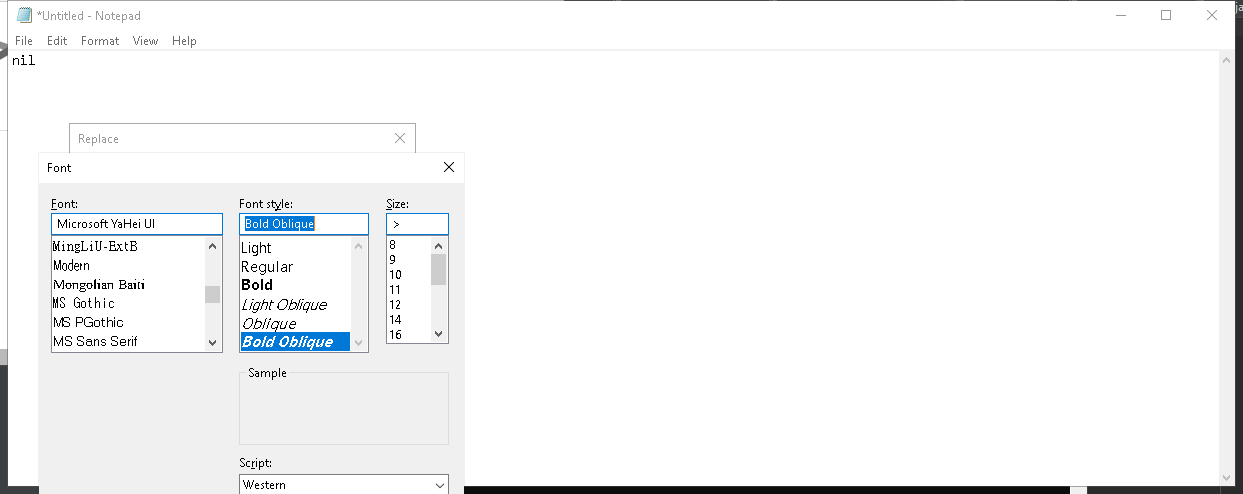 *Untitled - Notepad
File Edit Format View Help
nil
Replace
Font
Font: Font style: Size:
Microsoft YaHei UI Bold Oblique >
MingLiU-ExtB Light 8
Modern Regular 9
Mongolian Baiti Bold 10
MS Gothic Light Oblique 11
MS PGothic Oblique 12
MS Sans Serif Bold Oblique 14
16
Sample
Script:
Western